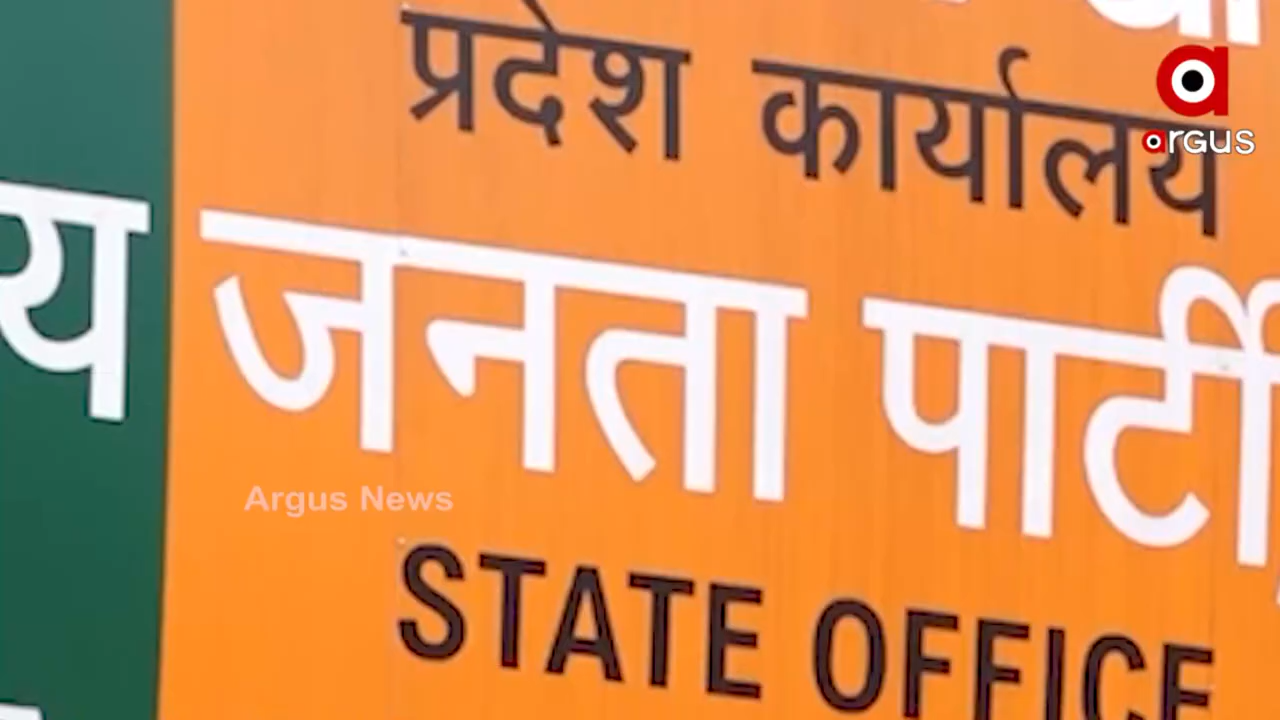 प्रदेश कार्यालय
argus
य जनता पार्टी,
Argus News
STATE OFFICE